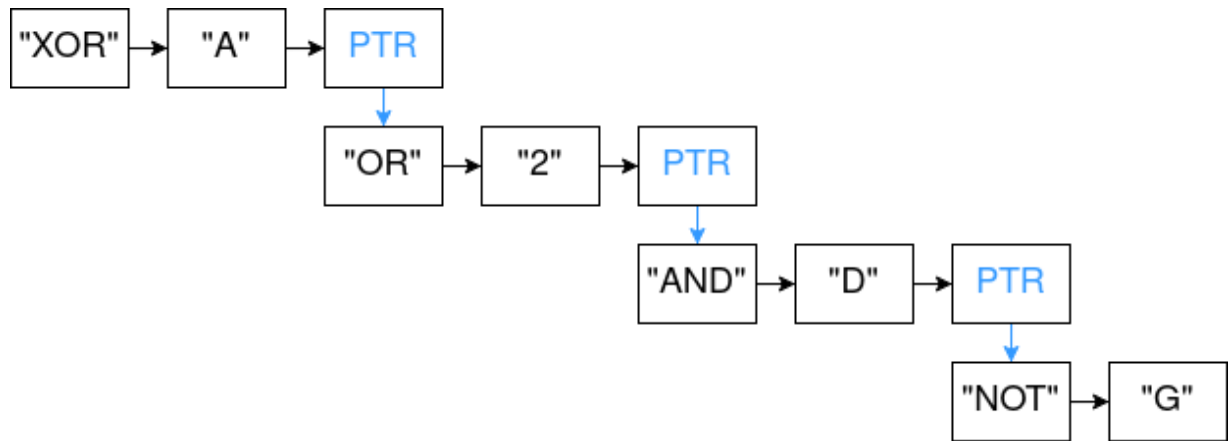 "XOR" "A" PTR
"OR" "2" PTR
"AND" "D" PTR
"NOT" "G"